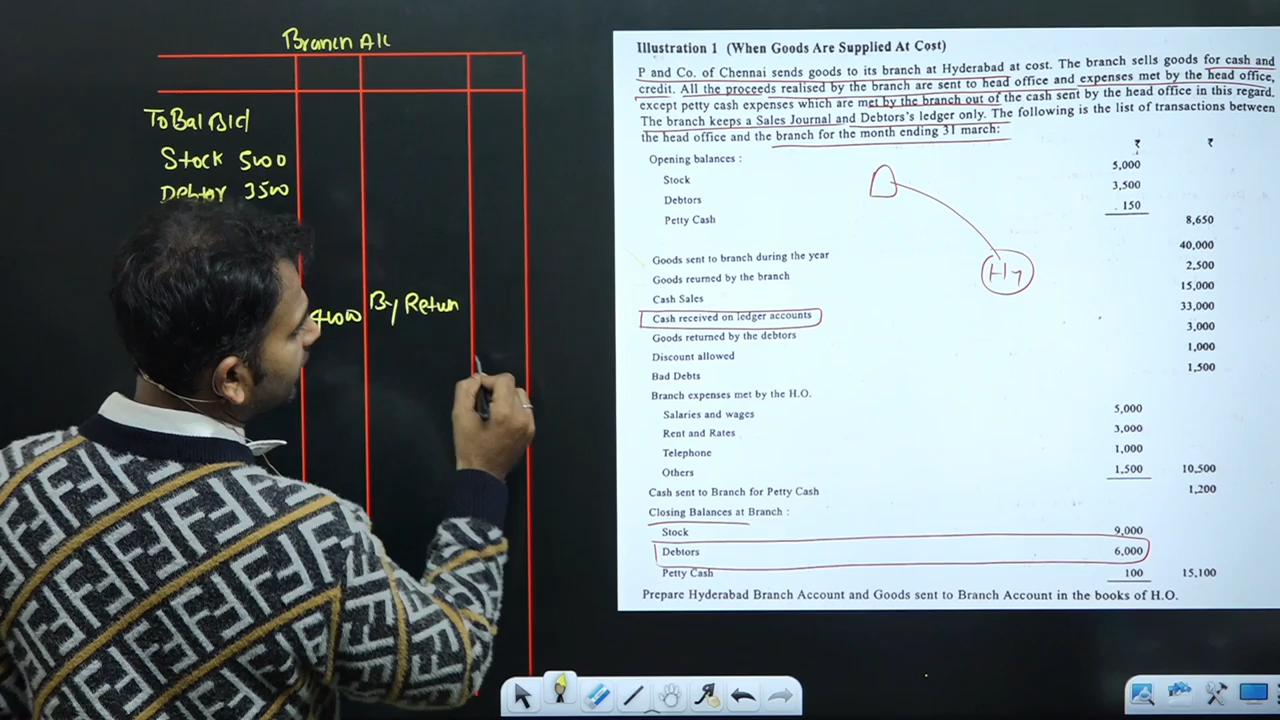 Branch A/c
To Bal B/d
Stock 5000
Debtor 3500
By Return
Illustration 1 (When Goods Are Supplied At Cost)
P and Co. of Chennai sends goods to its branch at Hyderabad at cost. The branch sells goods for cash and
credit. All the proceeds realised by the branch are sent to head office and expenses met by the head office,
except petty cash expenses which are met by the branch out of the cash sent by the head office in this regard.
The branch keeps a Sales Journal and Debtors's ledger only. The following is the list of transactions between
the head office and the branch for the month ending 31 march:
₹ ₹
Opening balances :
Stock 5,000
Debtors 3,500
Petty Cash 150 8,650
Goods sent to branch during the year 40,000
Goods reurned by the branch 2,500
Cash Sales 15,000
Cash received on ledger accounts 33,000
Goods returned by the debtors 3,000
Discount allowed 1,000
Bad Debts 1,500
Branch expenses met by the H.O.
Salaries and wages 5,000
Rent and Rates 3,000
Telephone 1,000
Others 1,500 10,500
Cash sent to Branch for Petty Cash 1,200
Closing Balances at Branch :
Stock 9,000
Debtors 6,000
Petty Cash 100 15,100
Prepare Hyderabad Branch Account and Goods sent to Branch Account in the books of H.O.
Hy